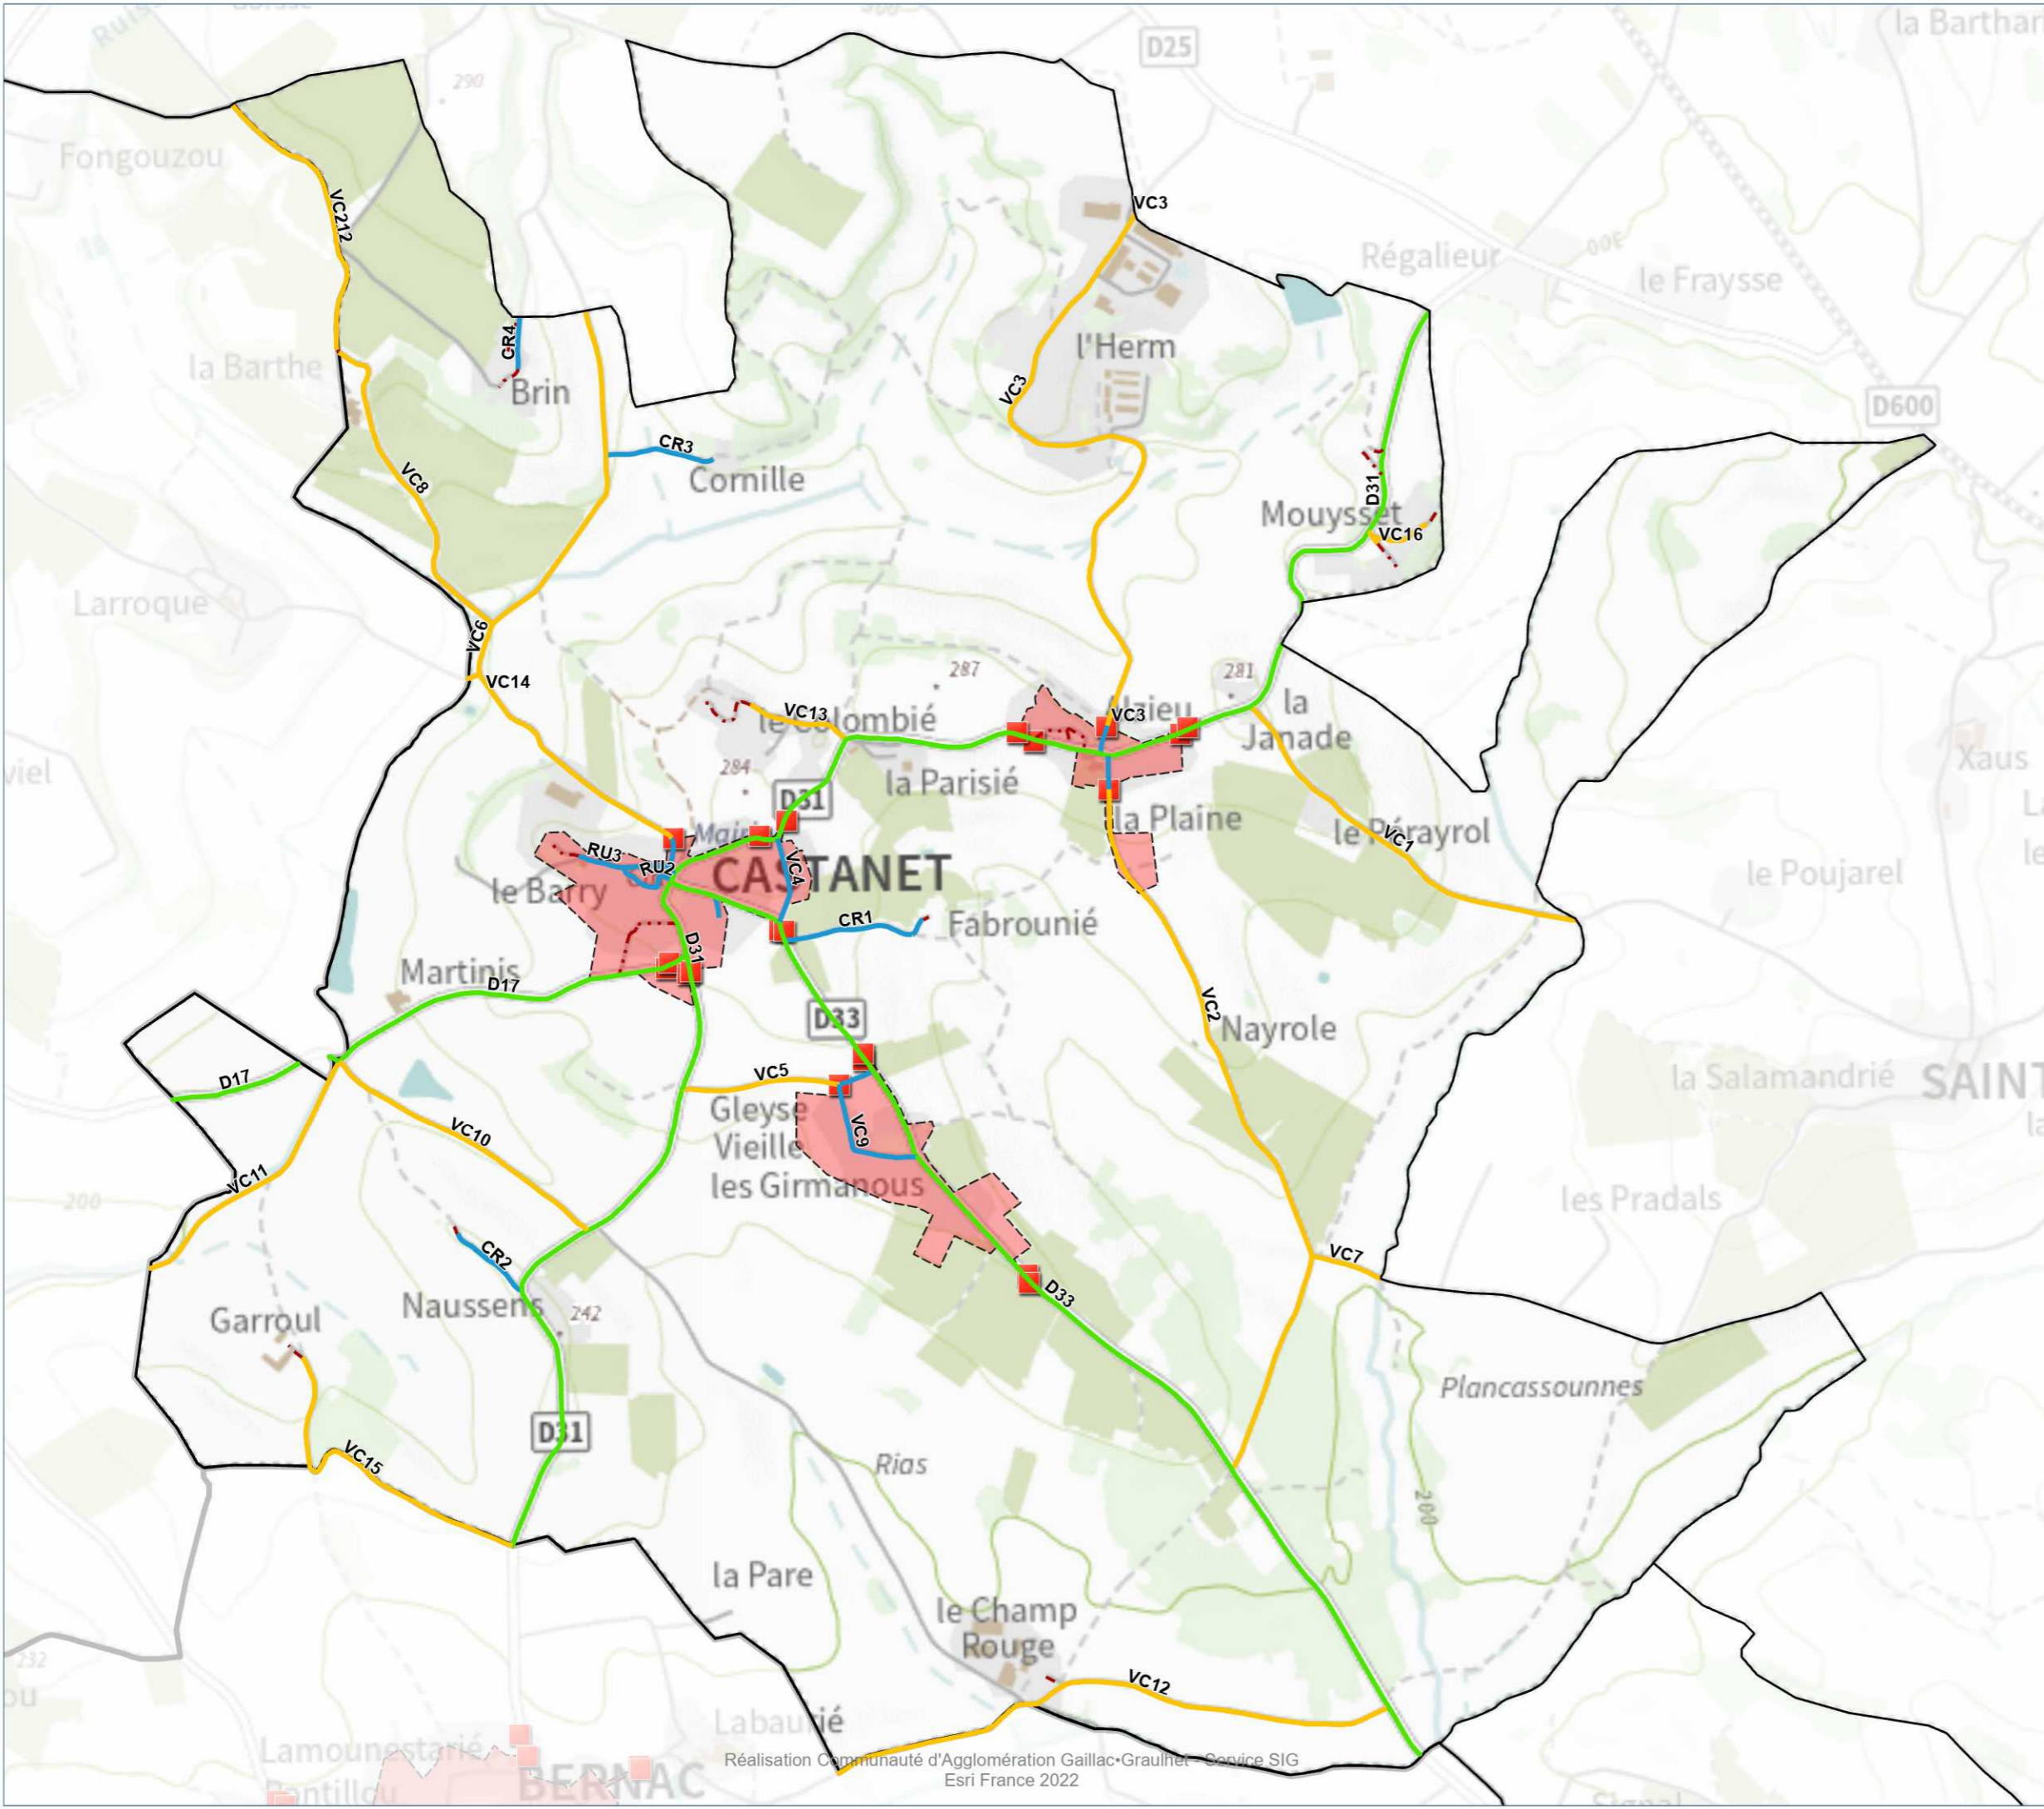 D25
290
Fongouzou
VC212
VC3
Régalieur
300
le Fraysse
la Barthe
CR4
Brin
l'Herm
VC3
D600
CR3
Cornille
VC8
D31
Mouysset
VC16
Larroque
VC6
VC14
287
281
VC13
le Colombié
VC3
Uzieu
la
Janade
Xaus
284
D31
la Parisié
la Plaine
le Pérayrol
VC1
RU3
RU2
CASTANET
VC4
le Barry
le Poujarel
CR1
Fabrounié
D31
Martinis
D17
D33
VC2
Nayrole
D17
VC5
la Salamandrié
Gleyse
Vieille
les Girmanous
VC9
VC10
VC11
200
les Pradals
CR2
VC7
D33
Naussens
242
Garroul
Plancassounnes
D31
VC15
Rias
200
la Pare
le Champ
Rouge
232
VC12
Labaurié
Lamounestarié
BERNAC
Réalisation Communauté d'Agglomération Gaillac•Graulhet - Service SIG
Esri France 2022